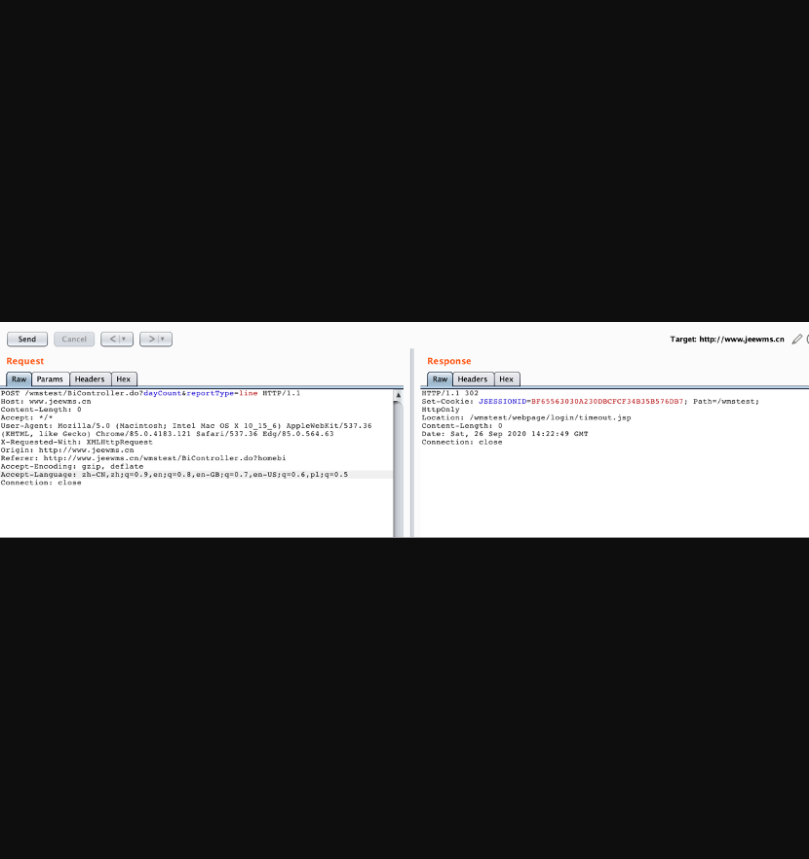 Send Cancel < > Target: http://www.jeewms.cn
Request
Raw Params Headers Hex
POST /wmstest/BiController.do?dayCount&reportType=line HTTP/1.1
Host: www.jeewms.cn
Content-Length: 0
Accept: */*
User-Agent: Mozilla/5.0 (Macintosh; Intel Mac OS X 10_15_6) AppleWebKit/537.36
(KHTML, like Gecko) Chrome/85.0.4183.121 Safari/537.36 Edg/85.0.564.63
X-Requested-With: XMLHttpRequest
Origin: http://www.jeewms.cn
Referer: http://www.jeewms.cn/wmstest/BiController.do?homebi
Accept-Encoding: gzip, deflate
Accept-Language: zh-CN,zh;q=0.9,en;q=0.8,en-GB;q=0.7,en-US;q=0.6,pl;q=0.5
Connection: close
Response
Raw Headers Hex
HTTP/1.1 302
Set-Cookie: JSESSIONID=BF65563030A230DBCFCF34B35B576DB7; Path=/wmstest;
HttpOnly
Location: /wmstest/webpage/login/timeout.jsp
Content-Length: 0
Date: Sat, 26 Sep 2020 14:22:49 GMT
Connection: close